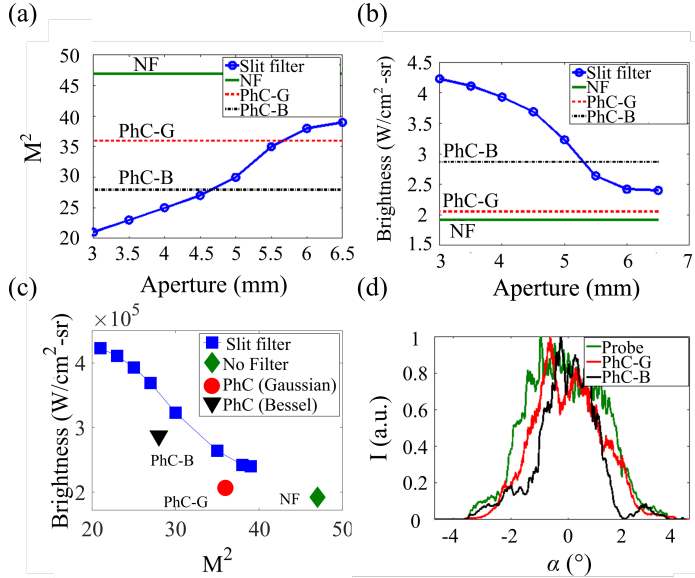 (a)
50
45
40
35
30
25
20
M²
NF
PhC-G
PhC-B
Slit filter
NF
PhC-G
PhC-B
3 3.5 4 4.5 5 5.5 6 6.5
Aperture (mm)
(b)
4.5
4
3.5
3
2.5
2
1.5
Brightness (W/cm²-sr)
Slit filter
NF
PhC-G
PhC-B
PhC-B
PhC-G
NF
3 4 5 6 7
Aperture (mm)
(c)
×10⁵
4
3
2
Brightness (W/cm²-sr)
Slit filter
No Filter
PhC (Gaussian)
PhC (Bessel)
PhC-B
PhC-G
NF
20 30 40 50
M²
(d)
1
0.8
0.6
0.4
0.2
0
I (a.u.)
Probe
PhC-G
PhC-B
-4 -2 0 2 4
α (°)